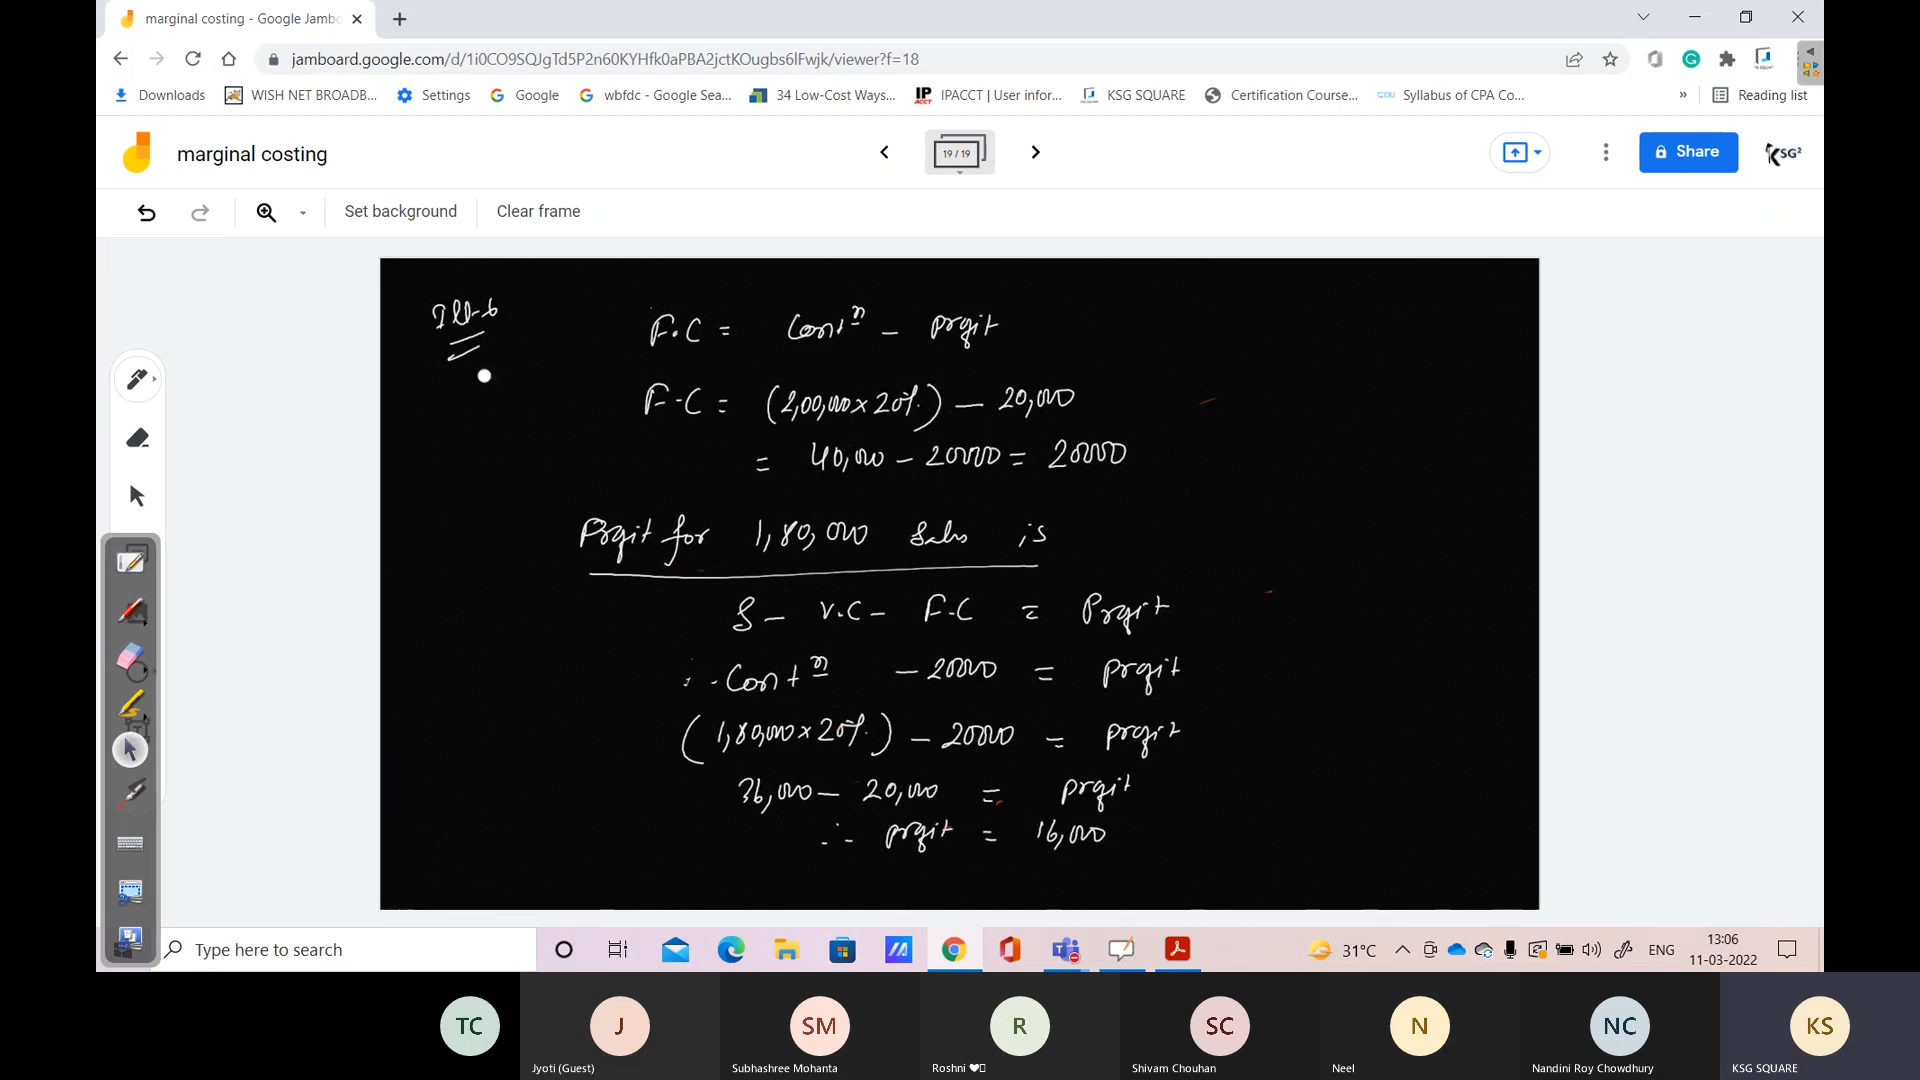 marginal costing - Google Jambo
jamboard.google.com/d/1i0CO9SQJgTd5P2n60KYHfk0aPBA2jctKOugbs6lFwjk/viewer?f=18
Downloads WISH NET BROADB... Settings Google wbfdc - Google Sea... 34 Low-Cost Ways... IPACCT | User infor... KSG SQUARE Certification Course... Syllabus of CPA Co... » Reading list
marginal costing
19 / 19
Share
KSG²
Set background Clear frame
Ill-6
F.C = Contⁿ - Profit
F.C = (2,00,000 x 20%) - 20,000
= 40,000 - 20000 = 20000
Profit for 1,80,000 Sales is
S - V.C - F.C = Profit
∴ Contⁿ - 20000 = Profit
(1,80,000 x 20%) - 20000 = Profit
36,000 - 20,000 = Profit
∴ Profit = 16,000
Type here to search
31°C
ENG
13:06
11-03-2022
TC J SM R SC N NC KS
Jyoti (Guest) Subhashree Mohanta Roshni Shivam Chouhan Neel Nandini Roy Chowdhury KSG SQUARE